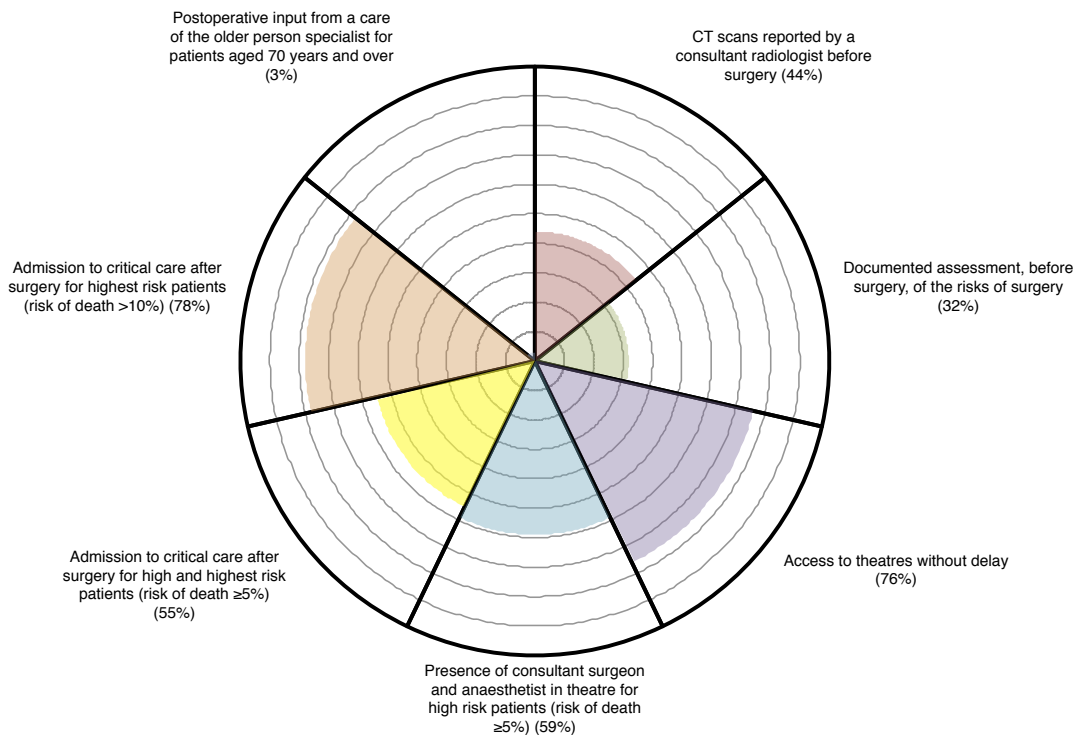 Postoperative input from a care
of the older person specialist for
patients aged 70 years and over
(3%)
CT scans reported by a
consultant radiologist before
surgery (44%)
Admission to critical care after
surgery for highest risk patients
(risk of death >10%) (78%)
Documented assessment, before
surgery, of the risks of surgery
(32%)
Admission to critical care after
surgery for high and highest risk
patients (risk of death ≥5%)
(55%)
Access to theatres without delay
(76%)
Presence of consultant surgeon
and anaesthetist in theatre for
high risk patients (risk of death
≥5%) (59%)